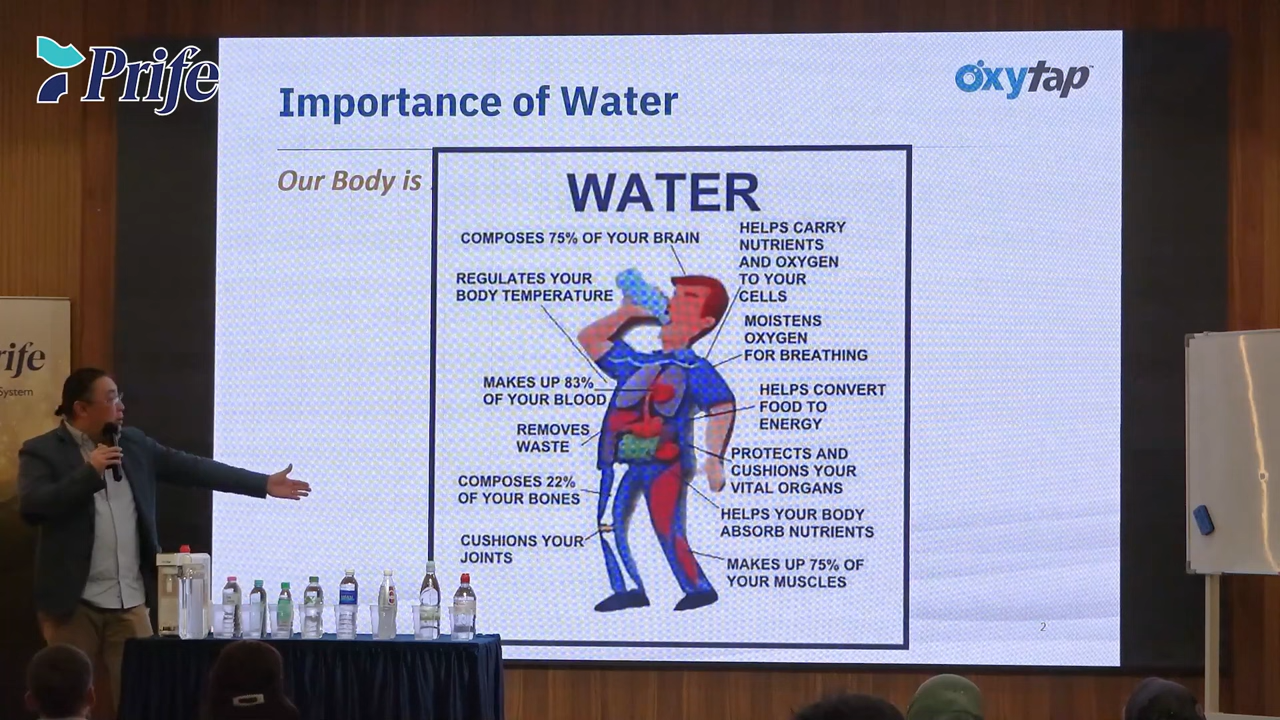 Prife
oxytap
Importance of Water
Our Body is
WATER
COMPOSES 75% OF YOUR BRAIN
HELPS CARRY
NUTRIENTS
AND OXYGEN
TO YOUR
CELLS
REGULATES YOUR
BODY TEMPERATURE
MOISTENS
OXYGEN
FOR BREATHING
MAKES UP 83%
OF YOUR BLOOD
HELPS CONVERT
FOOD TO
ENERGY
REMOVES
WASTE
PROTECTS AND
CUSHIONS YOUR
VITAL ORGANS
COMPOSES 22%
OF YOUR BONES
HELPS YOUR BODY
ABSORB NUTRIENTS
CUSHIONS YOUR
JOINTS
MAKES UP 75% OF
YOUR MUSCLES
2
rife
System